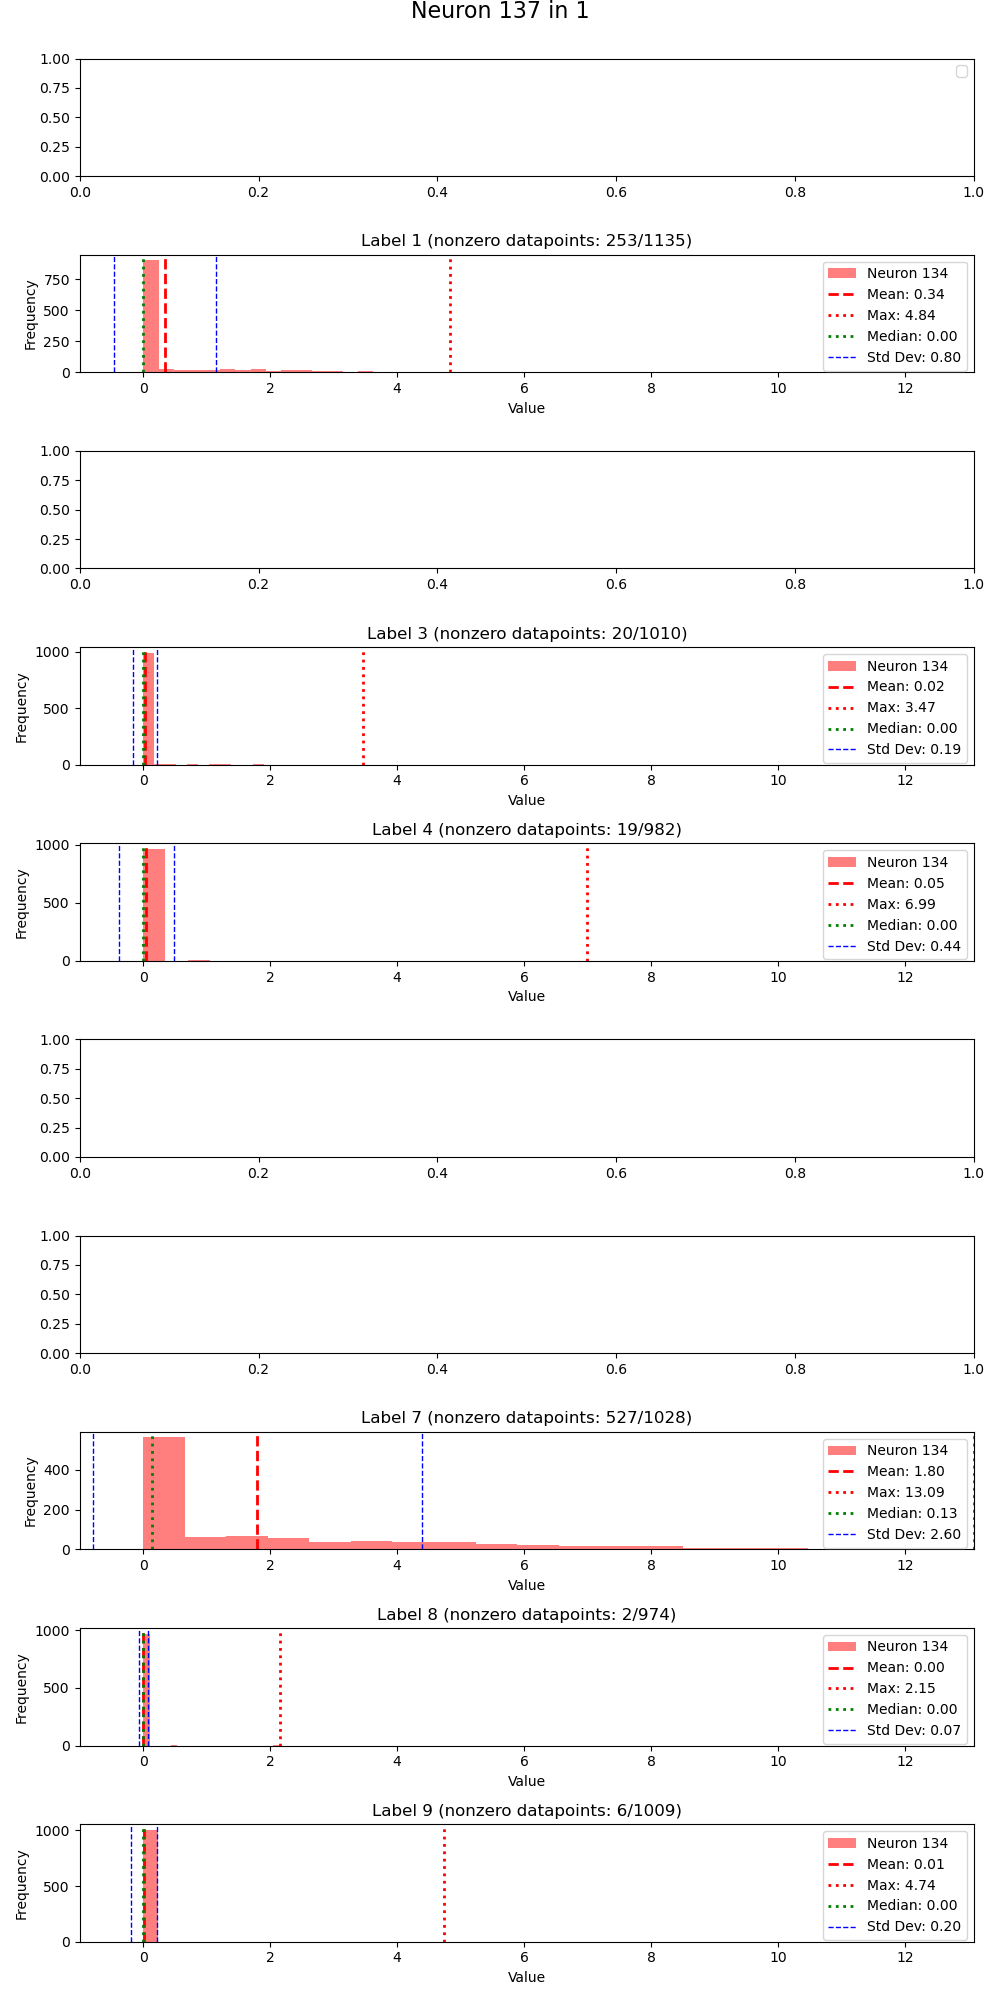 Neuron 137 in 1
1.00
0.75
0.50
0.25
0.00
0.0 0.2 0.4 0.6 0.8 1.0
Label 1 (nonzero datapoints: 253/1135)
Frequency
750
500
250
0
Neuron 134
Mean: 0.34
Max: 4.84
Median: 0.00
Std Dev: 0.80
0 2 4 6 8 10 12
Value
1.00
0.75
0.50
0.25
0.00
0.0 0.2 0.4 0.6 0.8 1.0
Label 3 (nonzero datapoints: 20/1010)
Frequency
1000
500
0
Neuron 134
Mean: 0.02
Max: 3.47
Median: 0.00
Std Dev: 0.19
0 2 4 6 8 10 12
Value
Label 4 (nonzero datapoints: 19/982)
Frequency
1000
500
0
Neuron 134
Mean: 0.05
Max: 6.99
Median: 0.00
Std Dev: 0.44
0 2 4 6 8 10 12
Value
1.00
0.75
0.50
0.25
0.00
0.0 0.2 0.4 0.6 0.8 1.0
1.00
0.75
0.50
0.25
0.00
0.0 0.2 0.4 0.6 0.8 1.0
Label 7 (nonzero datapoints: 527/1028)
Frequency
400
200
0
Neuron 134
Mean: 1.80
Max: 13.09
Median: 0.13
Std Dev: 2.60
0 2 4 6 8 10 12
Value
Label 8 (nonzero datapoints: 2/974)
Frequency
1000
500
0
Neuron 134
Mean: 0.00
Max: 2.15
Median: 0.00
Std Dev: 0.07
0 2 4 6 8 10 12
Value
Label 9 (nonzero datapoints: 6/1009)
Frequency
1000
500
0
Neuron 134
Mean: 0.01
Max: 4.74
Median: 0.00
Std Dev: 0.20
0 2 4 6 8 10 12
Value